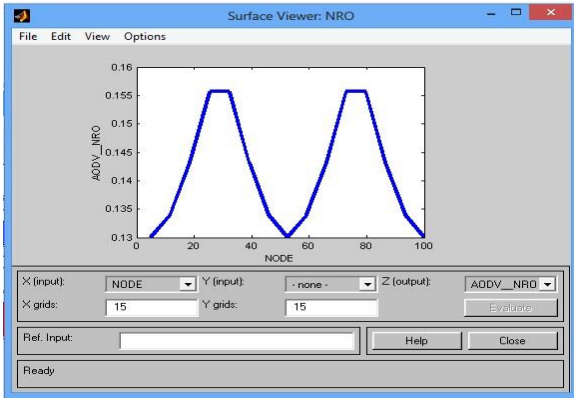 Surface Viewer: NRO
File Edit View Options
0.16
0.155
0.15
0.145
0.14
0.135
0.13
AODV__NRO
0 20 40 60 80 100
NODE
X (input): NODE Y (input): - none - Z (output): AODV__NRO
X grids: 15 Y grids: 15 Evaluate
Ref. Input: Help Close
Ready